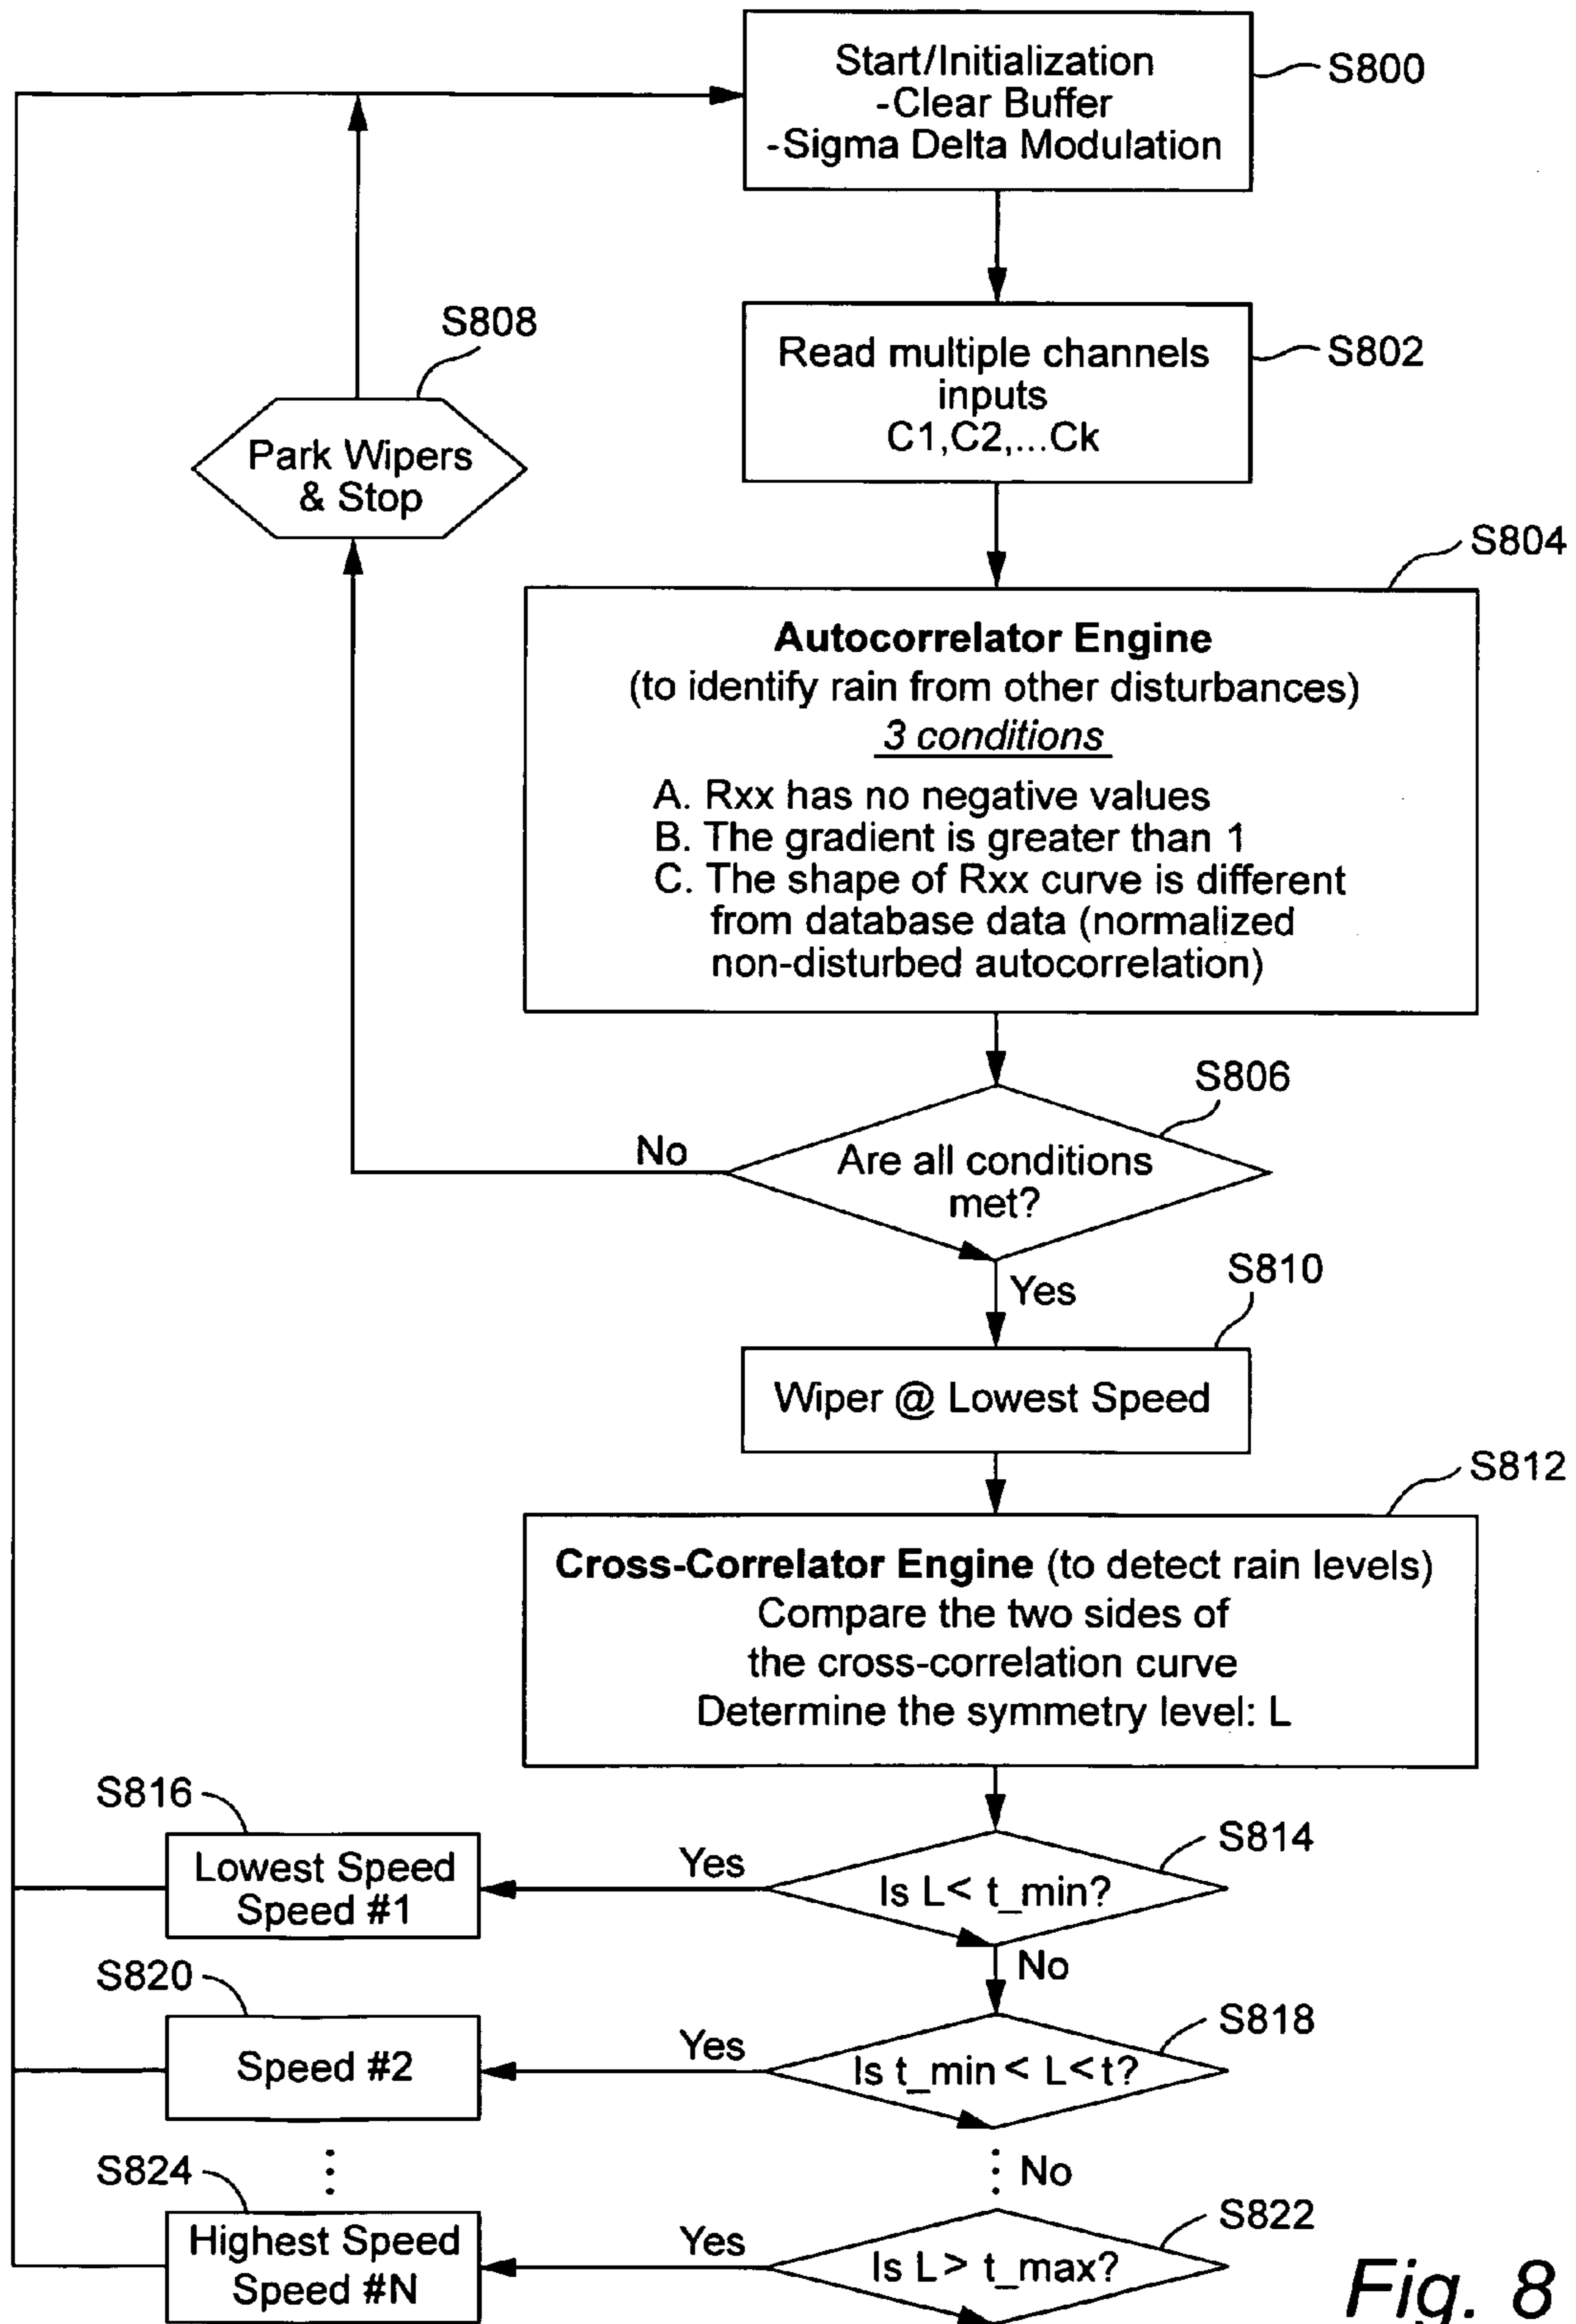 Start/Initialization
-Clear Buffer
-Sigma Delta Modulation
S800
Read multiple channels
inputs
C1,C2,...Ck
S802
S808
Park Wipers
& Stop
S804
Autocorrelator Engine
(to identify rain from other disturbances)
3 conditions
A. Rxx has no negative values
B. The gradient is greater than 1
C. The shape of Rxx curve is different
from database data (normalized
non-disturbed autocorrelation)
S806
No
Are all conditions
met?
Yes
S810
Wiper @ Lowest Speed
S812
Cross-Correlator Engine (to detect rain levels)
Compare the two sides of
the cross-correlation curve
Determine the symmetry level: L
S816
Lowest Speed
Speed #1
Yes
S814
Is L< t_min?
No
S820
Speed #2
Yes
S818
Is t_min < L<t?
No
S824
Highest Speed
Speed #N
Yes
S822
Is L> t_max?
Fig. 8